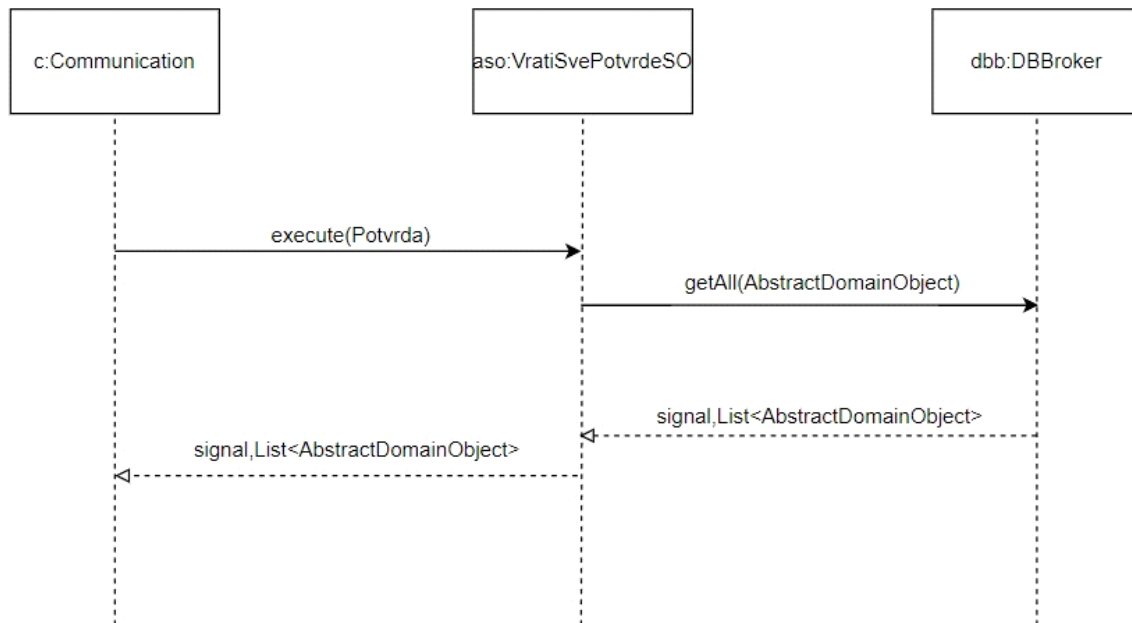 c:Communication
aso:VratiSvePotvrdeSO
dbb:DBBroker
execute(Potvrda)
getAll(AbstractDomainObject)
signal,List<AbstractDomainObject>
signal,List<AbstractDomainObject>